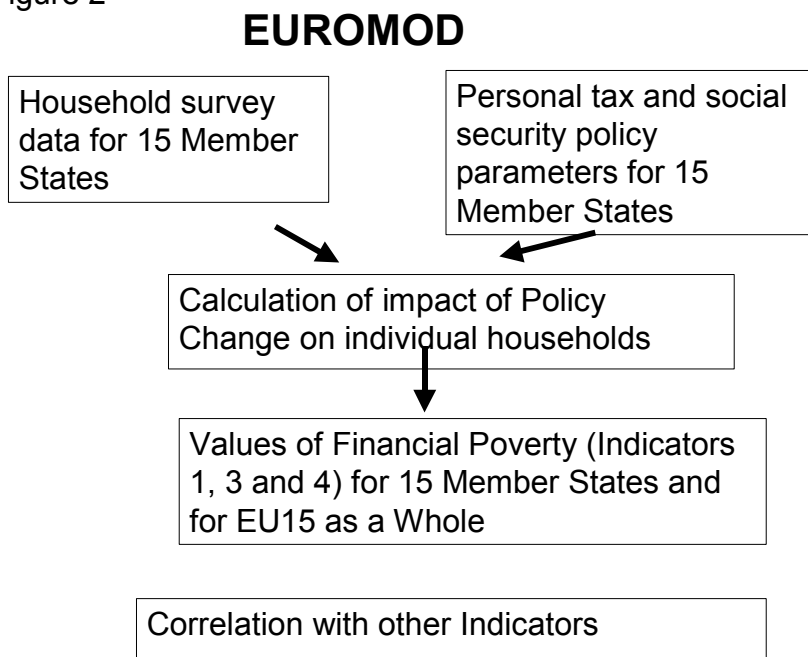 igure 2
EUROMOD
Household survey
data for 15 Member
States
Personal tax and social
security policy
parameters for 15
Member States
Calculation of impact of Policy
Change on individual households
Values of Financial Poverty (Indicators
1, 3 and 4) for 15 Member States and
for EU15 as a Whole
Correlation with other Indicators